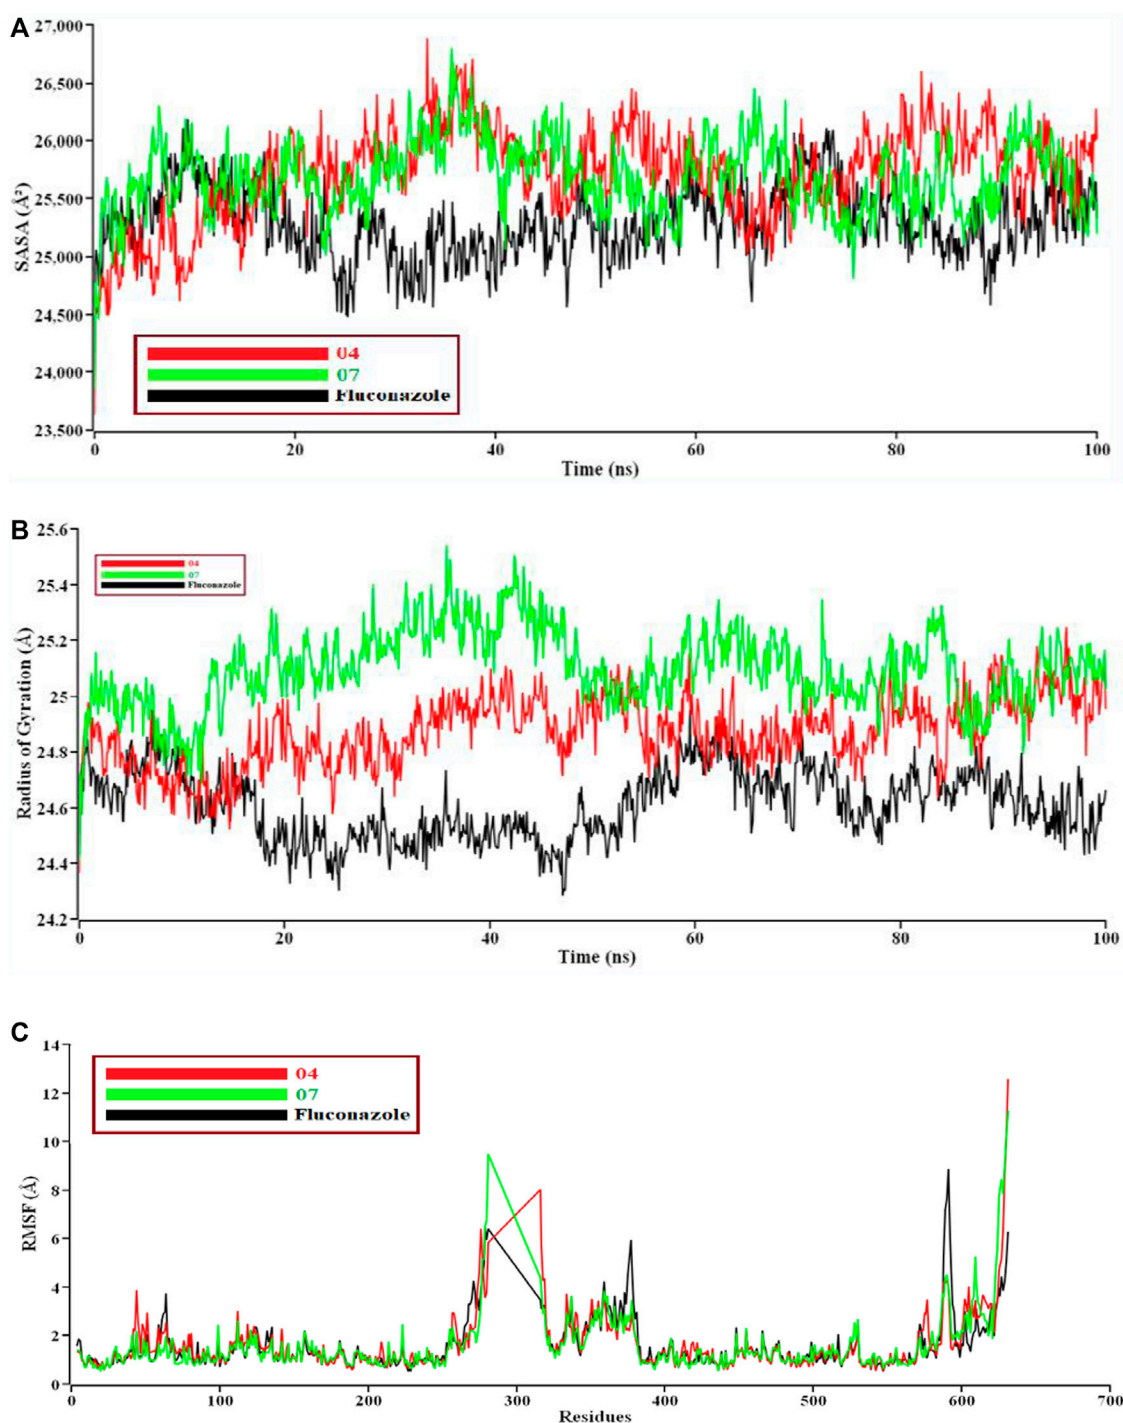 A
27,000
26,500
26,000
25,500
25,000
24,500
24,000
23,500
SASA (Å²)
04
07
Fluconazole
0 20 40 60 80 100
Time (ns)
B
25.6
25.4
25.2
25
24.8
24.6
24.4
24.2
Radius of Gyration (Å)
04
07
Fluconazole
0 20 40 60 80 100
Time (ns)
C
14
12
10
8
6
4
2
0
RMSF (Å)
04
07
Fluconazole
0 100 200 300 400 500 600 700
Residues